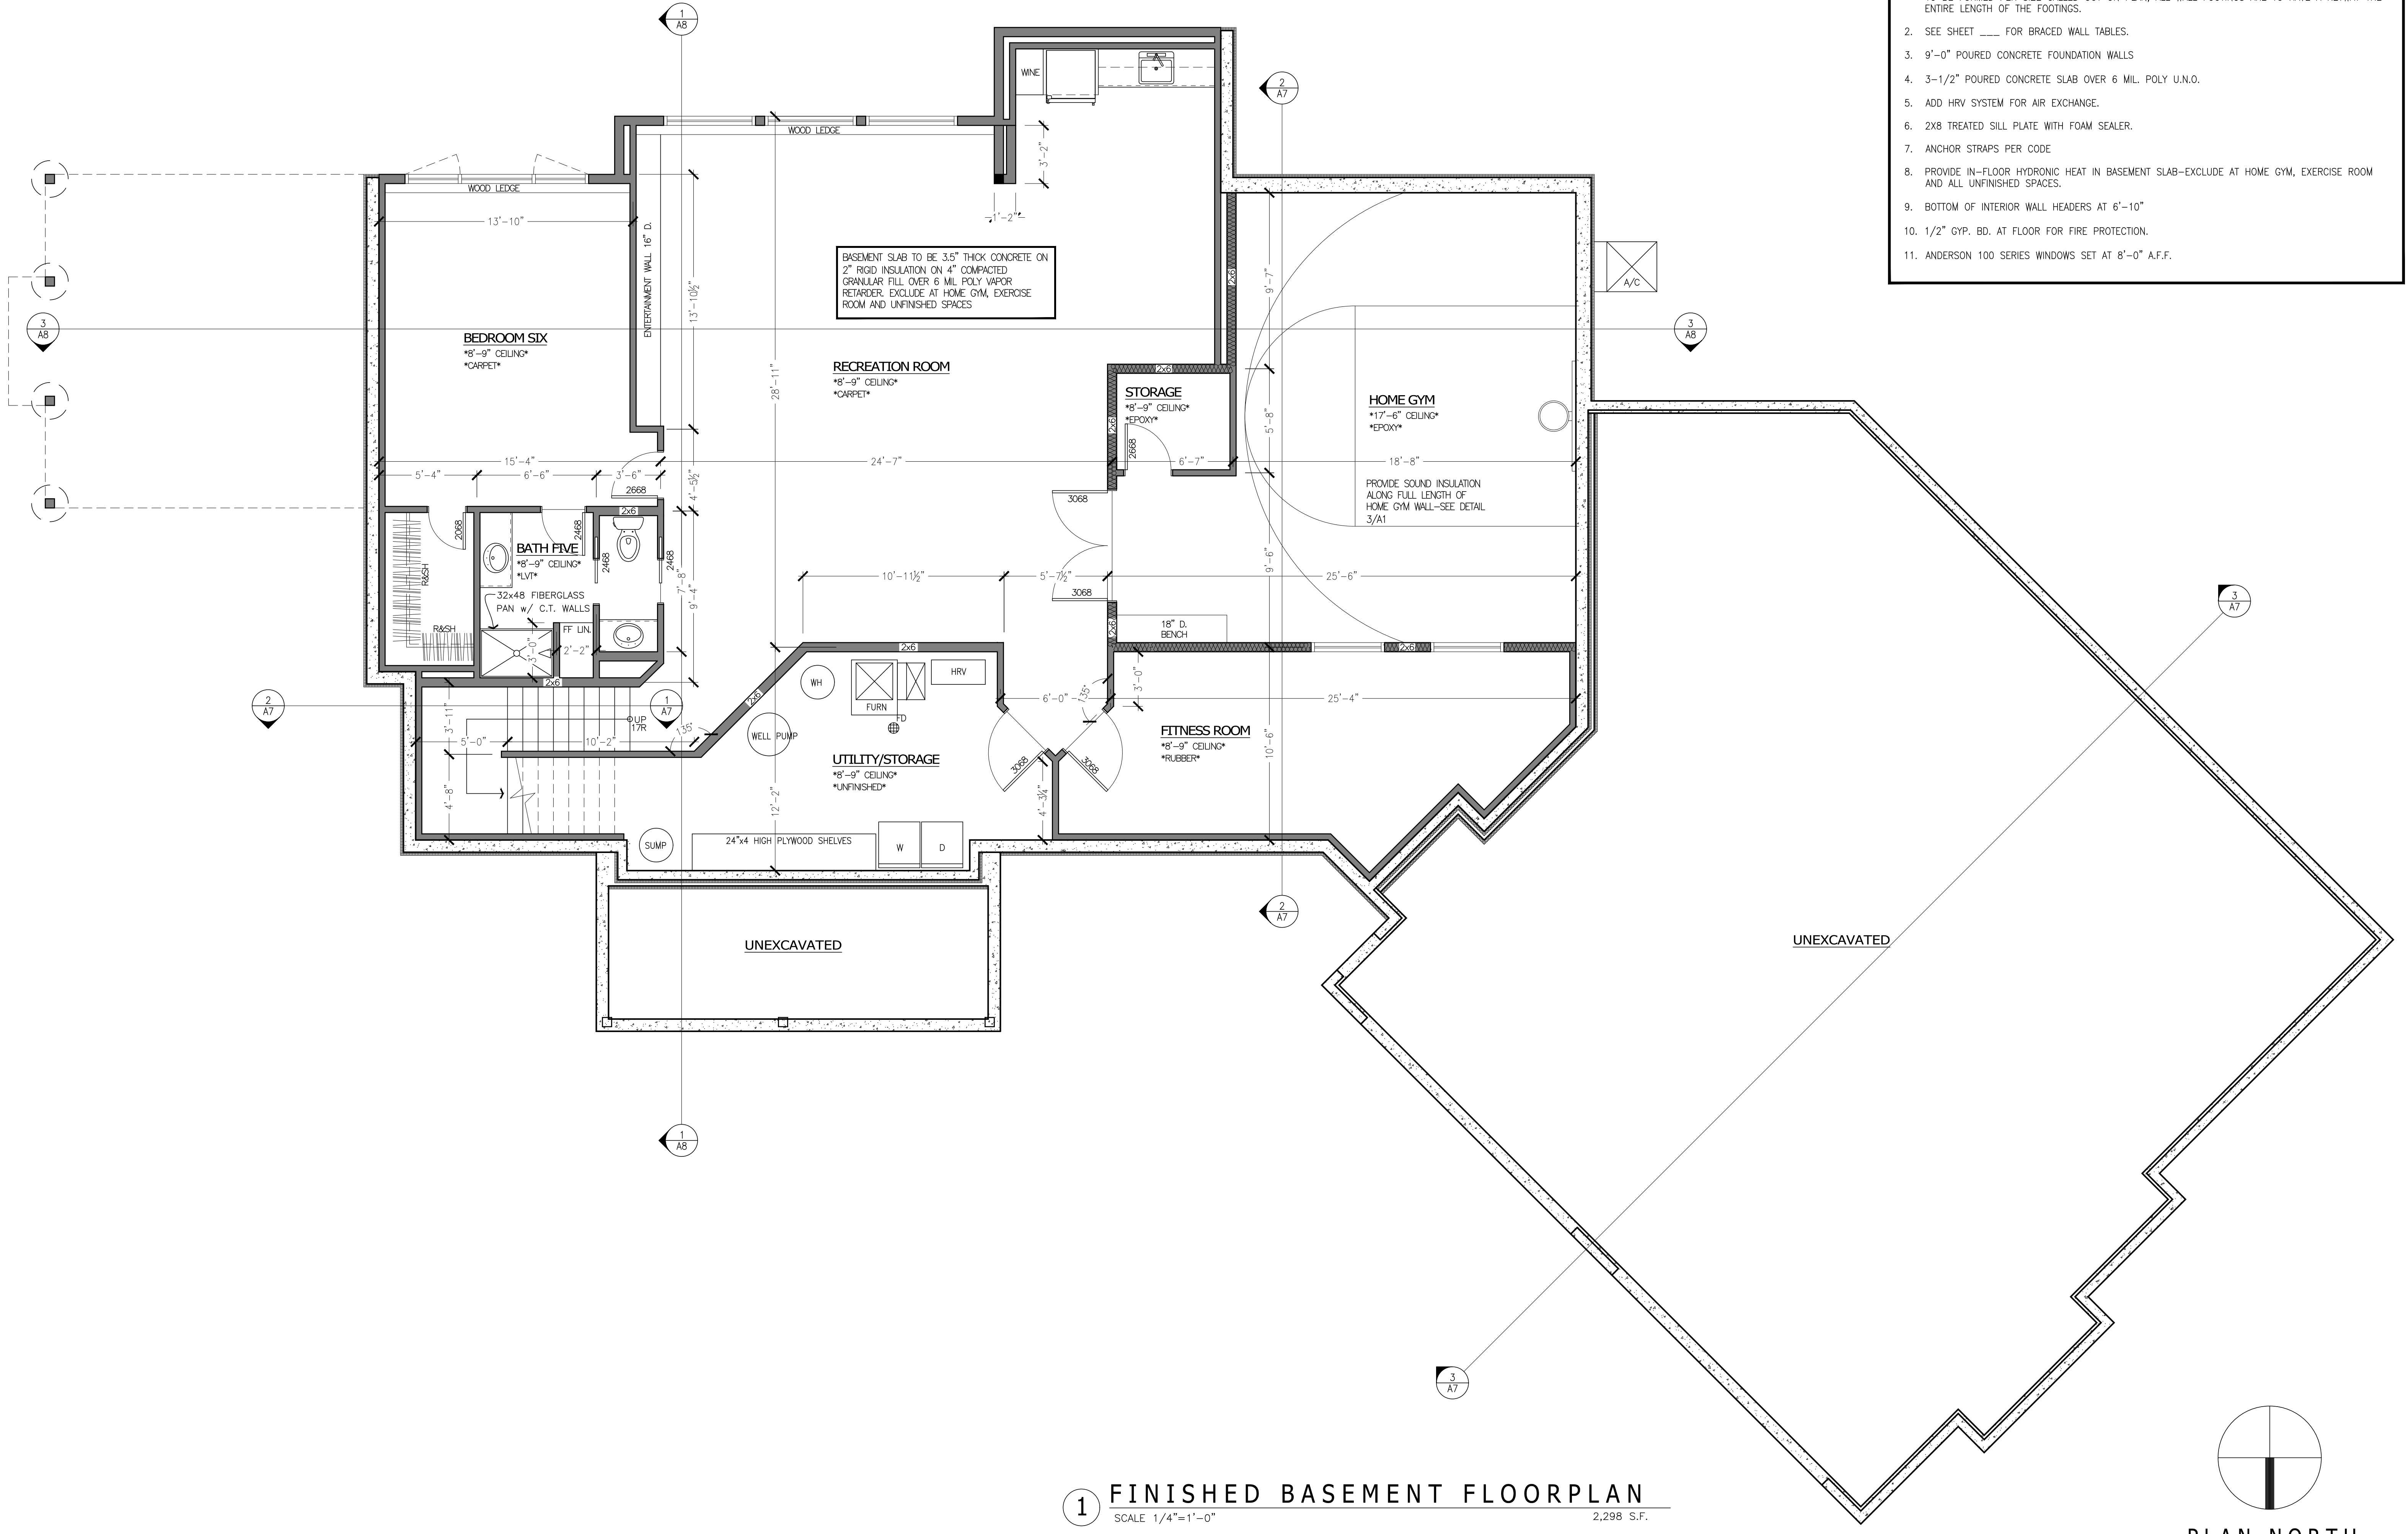 ENTIRE LENGTH OF THE FOOTINGS.
2. SEE SHEET ___ FOR BRACED WALL TABLES.
3. 9'-0" POURED CONCRETE FOUNDATION WALLS
4. 3-1/2" POURED CONCRETE SLAB OVER 6 MIL. POLY U.N.O.
5. ADD HRV SYSTEM FOR AIR EXCHANGE.
6. 2X8 TREATED SILL PLATE WITH FOAM SEALER.
7. ANCHOR STRAPS PER CODE
8. PROVIDE IN-FLOOR HYDRONIC HEAT IN BASEMENT SLAB-EXCLUDE AT HOME GYM, EXERCISE ROOM
AND ALL UNFINISHED SPACES.
9. BOTTOM OF INTERIOR WALL HEADERS AT 6'-10"
10. 1/2" GYP. BD. AT FLOOR FOR FIRE PROTECTION.
11. ANDERSON 100 SERIES WINDOWS SET AT 8'-0" A.F.F.
1
A8
2
A7
WINE
WOOD LEDGE
3'-2"
1'-2"
WOOD LEDGE
13'-10"
ENTERTAINMENT WALL 16" D.
13'-10½"
28'-11"
BASEMENT SLAB TO BE 3.5" THICK CONCRETE ON
2" RIGID INSULATION ON 4" COMPACTED
GRANULAR FILL OVER 6 MIL POLY VAPOR
RETARDER. EXCLUDE AT HOME GYM, EXERCISE
ROOM AND UNFINISHED SPACES
2x6
9'-7"
A/C
3
A8
3
A8
BEDROOM SIX
*8'-9" CEILING*
*CARPET*
RECREATION ROOM
*8'-9" CEILING*
*CARPET*
2x6
STORAGE
*8'-9" CEILING*
*EPOXY*
2x6
2668
5'-8"
HOME GYM
*17'-6" CEILING*
*EPOXY*
15'-4"
24'-7"
6'-7"
18'-8"
5'-4"
6'-6"
3'-6"
4'-5½"
2668
2x6
3068
PROVIDE SOUND INSULATION
ALONG FULL LENGTH OF
HOME GYM WALL-SEE DETAIL
3/A1
2068
2468
BATH FIVE
*8'-9" CEILING*
*LVT*
2468
2468
R&SH
R&SH
32x48 FIBERGLASS
PAN w/ C.T. WALLS
FF LIN.
3'-0"
2'-2"
2x6
7'-8"
9'-4"
10'-11½"
5'-7½"
25'-6"
9'-6"
3068
2x6
18" D.
BENCH
2x6
2x6
2x6
3
A7
WH
FURN
HRV
FD
WELL PUMP
6'-0"
135°
3'-0"
25'-4"
2
A7
1
A7
3'-11"
UP
17R
5'-0"
10'-2"
135°
4'-8"
UTILITY/STORAGE
*8'-9" CEILING*
*UNFINISHED*
12'-2"
3068
3068
4'-3¼"
FITNESS ROOM
*8'-9" CEILING*
*RUBBER*
10'-6"
SUMP
24"x4 HIGH PLYWOOD SHELVES
W
D
2
A7
UNEXCAVATED
UNEXCAVATED
1
A8
3
A7
1
FINISHED BASEMENT FLOORPLAN
SCALE 1/4"=1'-0"
2,298 S.F.
PLAN NORTH